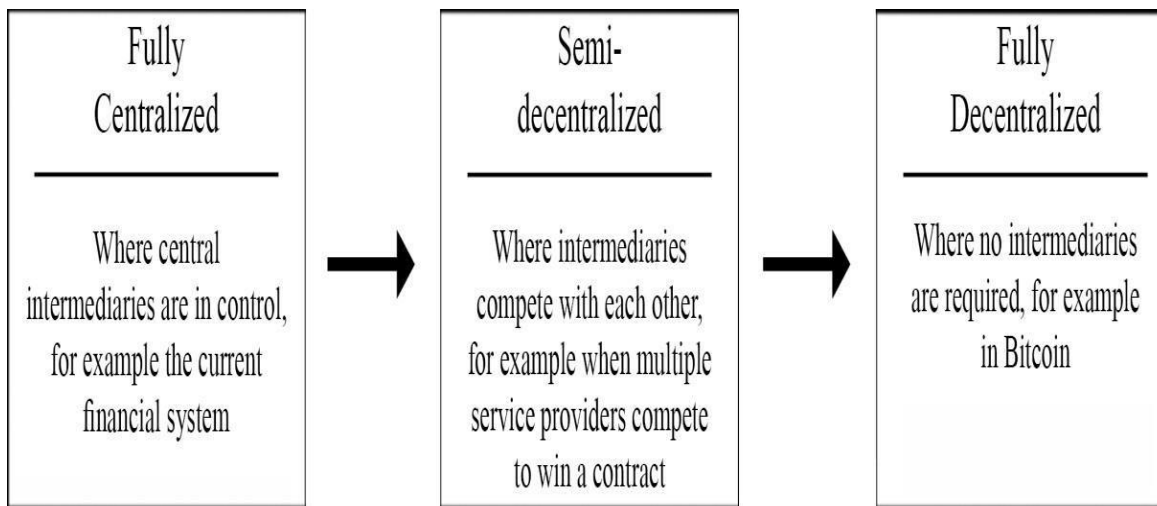 Fully
Centralized
Where central
intermediaries are in control,
for example the current
financial system
Semi-
decentralized
Where intermediaries
compete with each other,
for example when multiple
service providers compete
to win a contract
Fully
Decentralized
Where no intermediaries
are required, for example
in Bitcoin